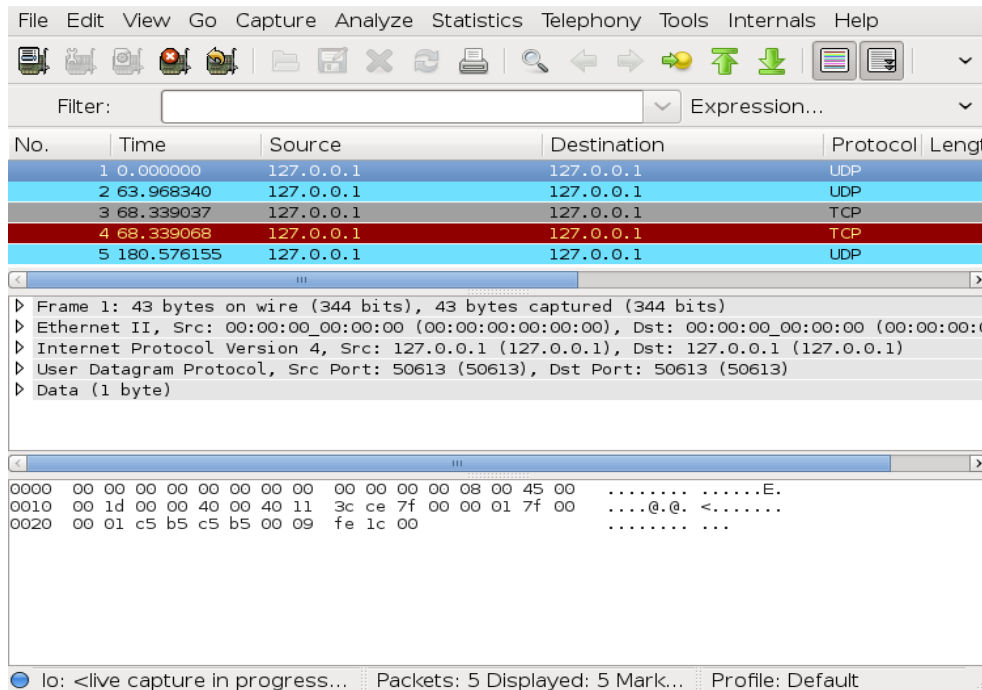 File Edit View Go Capture Analyze Statistics Telephony Tools Internals Help
Filter: Expression...
No. Time Source Destination Protocol Lengt
1 0.000000 127.0.0.1 127.0.0.1 UDP
2 63.968340 127.0.0.1 127.0.0.1 UDP
3 68.339037 127.0.0.1 127.0.0.1 TCP
4 68.339068 127.0.0.1 127.0.0.1 TCP
5 180.576155 127.0.0.1 127.0.0.1 UDP
Frame 1: 43 bytes on wire (344 bits), 43 bytes captured (344 bits)
Ethernet II, Src: 00:00:00_00:00:00 (00:00:00:00:00:00), Dst: 00:00:00_00:00:00 (00:00:00:0
Internet Protocol Version 4, Src: 127.0.0.1 (127.0.0.1), Dst: 127.0.0.1 (127.0.0.1)
User Datagram Protocol, Src Port: 50613 (50613), Dst Port: 50613 (50613)
Data (1 byte)
0000 00 00 00 00 00 00 00 00 00 00 00 00 08 00 45 00 ........ ......E.
0010 00 1d 00 00 40 00 40 11 3c ce 7f 00 00 01 7f 00 ....@.@. <.......
0020 00 01 c5 b5 c5 b5 00 09 fe 1c 00 ........ ...
lo: <live capture in progress... Packets: 5 Displayed: 5 Mark... Profile: Default